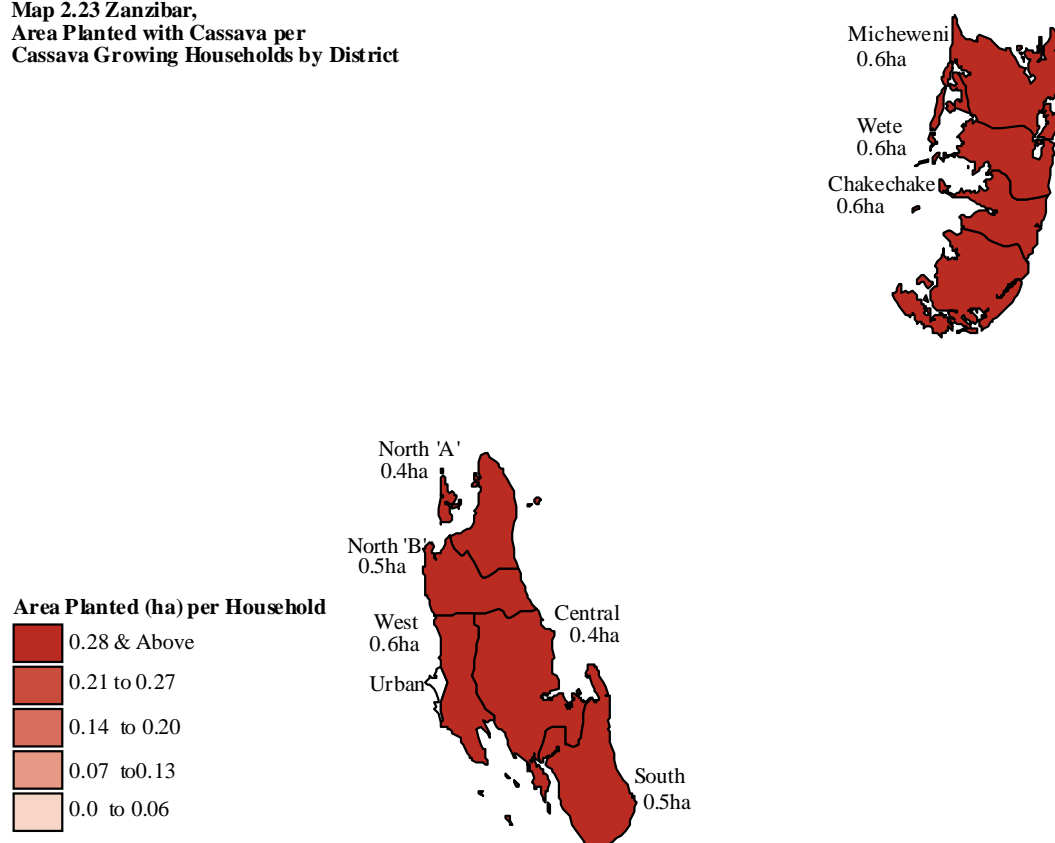 Map 2.23 Zanzibar,
Area Planted with Cassava per
Cassava Growing Households by District
Micheweni
0.6ha
Wete
0.6ha
Chakechake
0.6ha
North 'A'
0.4ha
North 'B'
0.5ha
West
0.6ha
Urban
Central
0.4ha
South
0.5ha
Area Planted (ha) per Household
0.28 & Above
0.21 to 0.27
0.14 to 0.20
0.07 to0.13
0.0 to 0.06